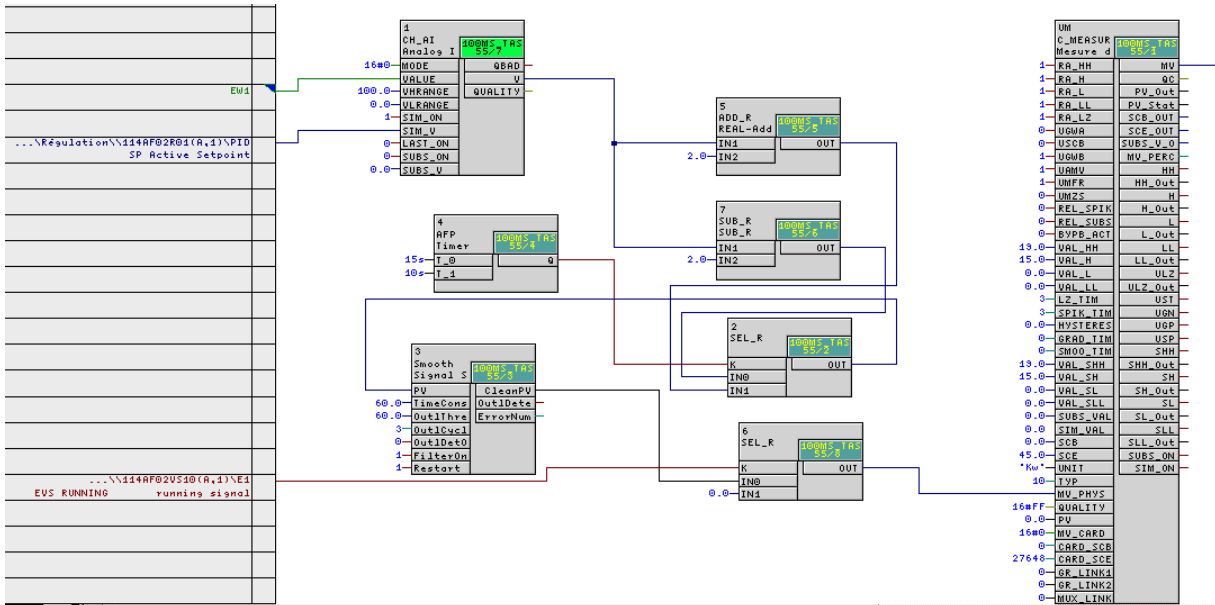 EW1
...\Régulation\\114AF02R01(A,1)\PID
SP Active Setpoint
...\\114AF02VS10(A,1)\E1
EVS RUNNING running signal
1
CH_AI
Analog I
100MS_TAS
55/7
16#0 MODE QBAD
VALUE V
100.0 VHRANGE QUALITY
0.0 VLRANGE
1 SIM_ON
SIM_V
0 LAST_ON
0 SUBS_ON
0.0 SUBS_V
4
AFP
Timer
100MS_TAS
55/4
15s T_0 Q
10s T_1
3
Smooth
Signal S
100MS_TAS
55/3
PV CleanPV
60.0 TimeCons OutlDete
60.0 OutlThre ErrorNum
3 OutlCycl
0 OutlDetO
1 FilterOn
1 Restart
5
ADD_R
REAL-Add
100MS_TAS
55/5
IN1 OUT
2.0 IN2
7
SUB_R
SUB_R
100MS_TAS
55/6
IN1 OUT
2.0 IN2
2
SEL_R
100MS_TAS
55/2
K OUT
IN0
IN1
6
SEL_R
100MS_TAS
55/8
K OUT
IN0
0.0 IN1
UM
C_MEASUR
Mesure d
100MS_TAS
55/1
1 RA_HH MV
1 RA_H QC
1 RA_L PV_Out
1 RA_LL PV_Stat
1 RA_LZ SCB_OUT
0 UGWA SCE_OUT
0 USCB SUBS_V_O
1 UGWB MV_PERC
1 UAMV HH
1 UMFR HH_Out
0 UMZS H
0 REL_SPIK H_Out
0 REL_SUBS L
0 BYPB_ACT L_Out
19.0 VAL_HH LL
15.0 VAL_H LL_Out
0.0 VAL_L ULZ
0.0 VAL_LL ULZ_Out
3 LZ_TIM UST
3 SPIK_TIM UGN
0.0 HYSTERES UGP
0 GRAD_TIM USP
0 SMOO_TIM SHH
19.0 VAL_SHH SHH_Out
15.0 VAL_SH SH
0.0 VAL_SL SH_Out
0.0 VAL_SLL SL
0.0 SUBS_VAL SL_Out
0.0 SIM_VAL SLL
0.0 SCB SLL_Out
45.0 SCE SUBS_ON
'Kw' UNIT SIM_ON
10 TYP
MV_PHYS
16#FF QUALITY
0.0 PV
16#0 MV_CARD
0 CARD_SCB
27648 CARD_SCE
0 GR_LINK1
0 GR_LINK2
0 MUX_LINK